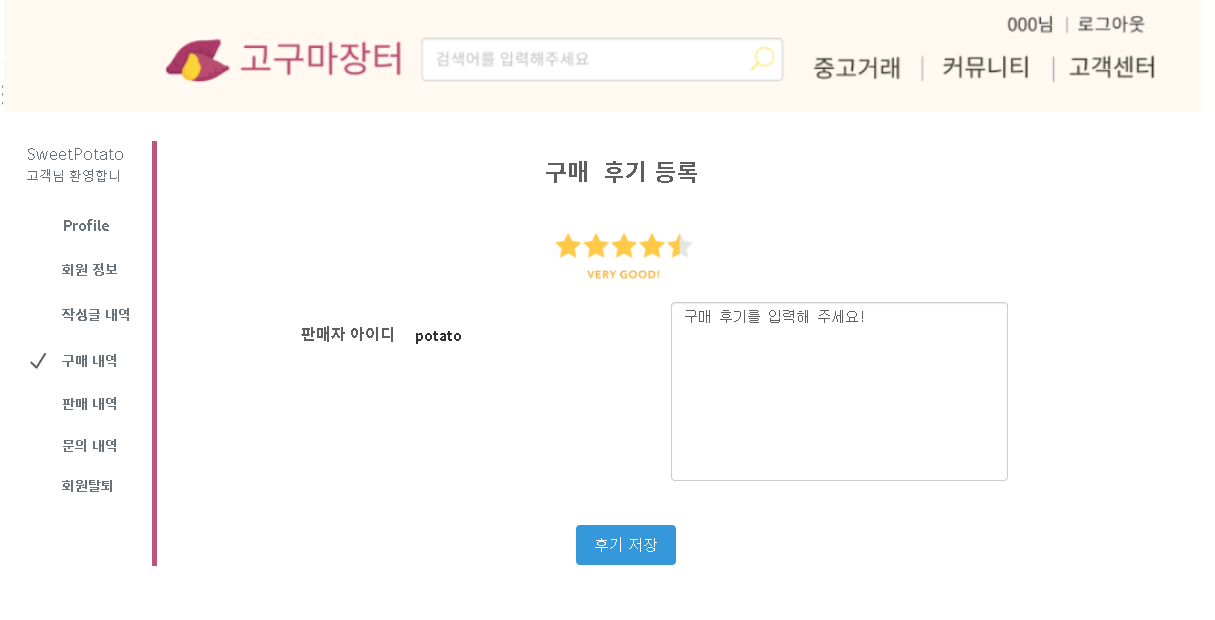 000님 | 로그아웃
고구마장터
검색어를 입력해주세요
중고거래 | 커뮤니티 | 고객센터
SweetPotato
고객님 환영합니
Profile
회원 정보
작성글 내역
구매 내역
판매 내역
문의 내역
회원탈퇴
구매 후기 등록
VERY GOOD!
판매자 아이디 potato
구매 후기를 입력해 주세요!
후기 저장